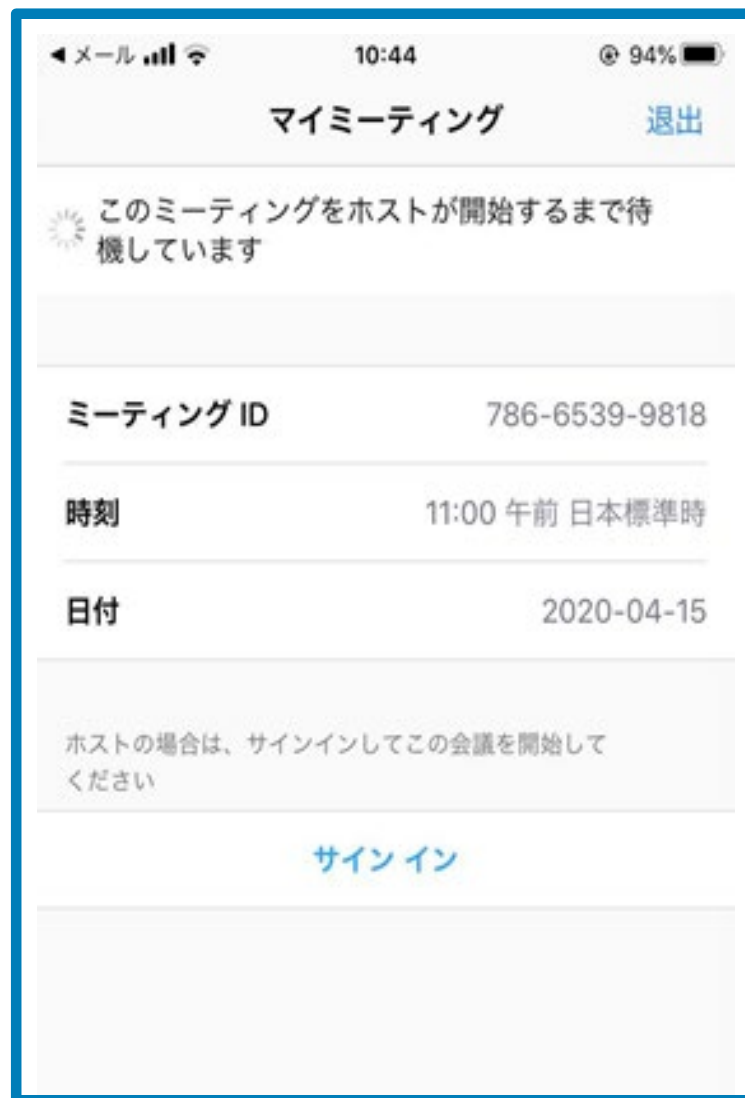 メール 10:44 94%
マイミーティング 退出
このミーティングをホストが開始するまで待
機しています
ミーティング ID 786-6539-9818
時刻 11:00 午前 日本標準時
日付 2020-04-15
ホストの場合は、サインインしてこの会議を開始して
ください
サイン イン